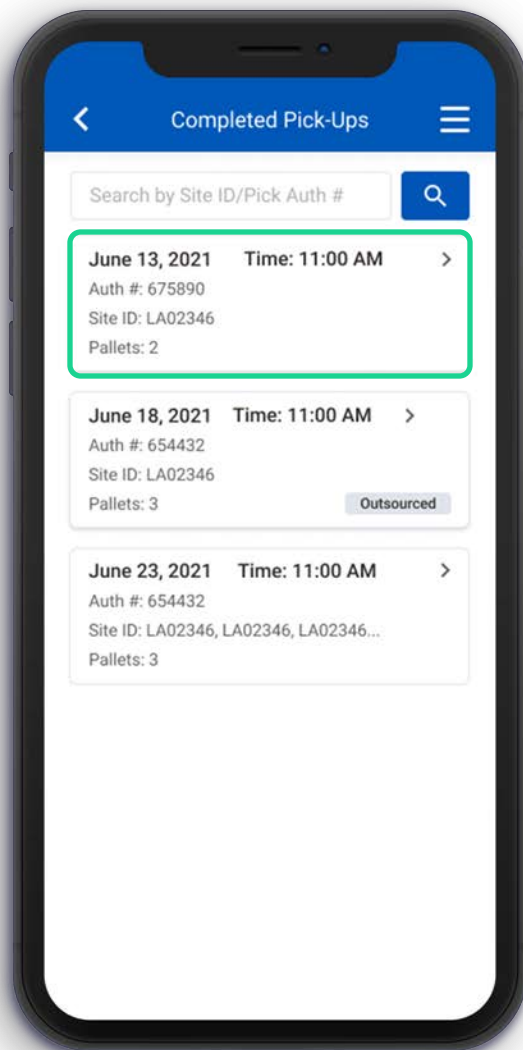 Completed Pick-Ups
Search by Site ID/Pick Auth #
June 13, 2021 Time: 11:00 AM
Auth #: 675890
Site ID: LA02346
Pallets: 2
June 18, 2021 Time: 11:00 AM
Auth #: 654432
Site ID: LA02346
Pallets: 3 Outsourced
June 23, 2021 Time: 11:00 AM
Auth #: 654432
Site ID: LA02346, LA02346, LA02346...
Pallets: 3